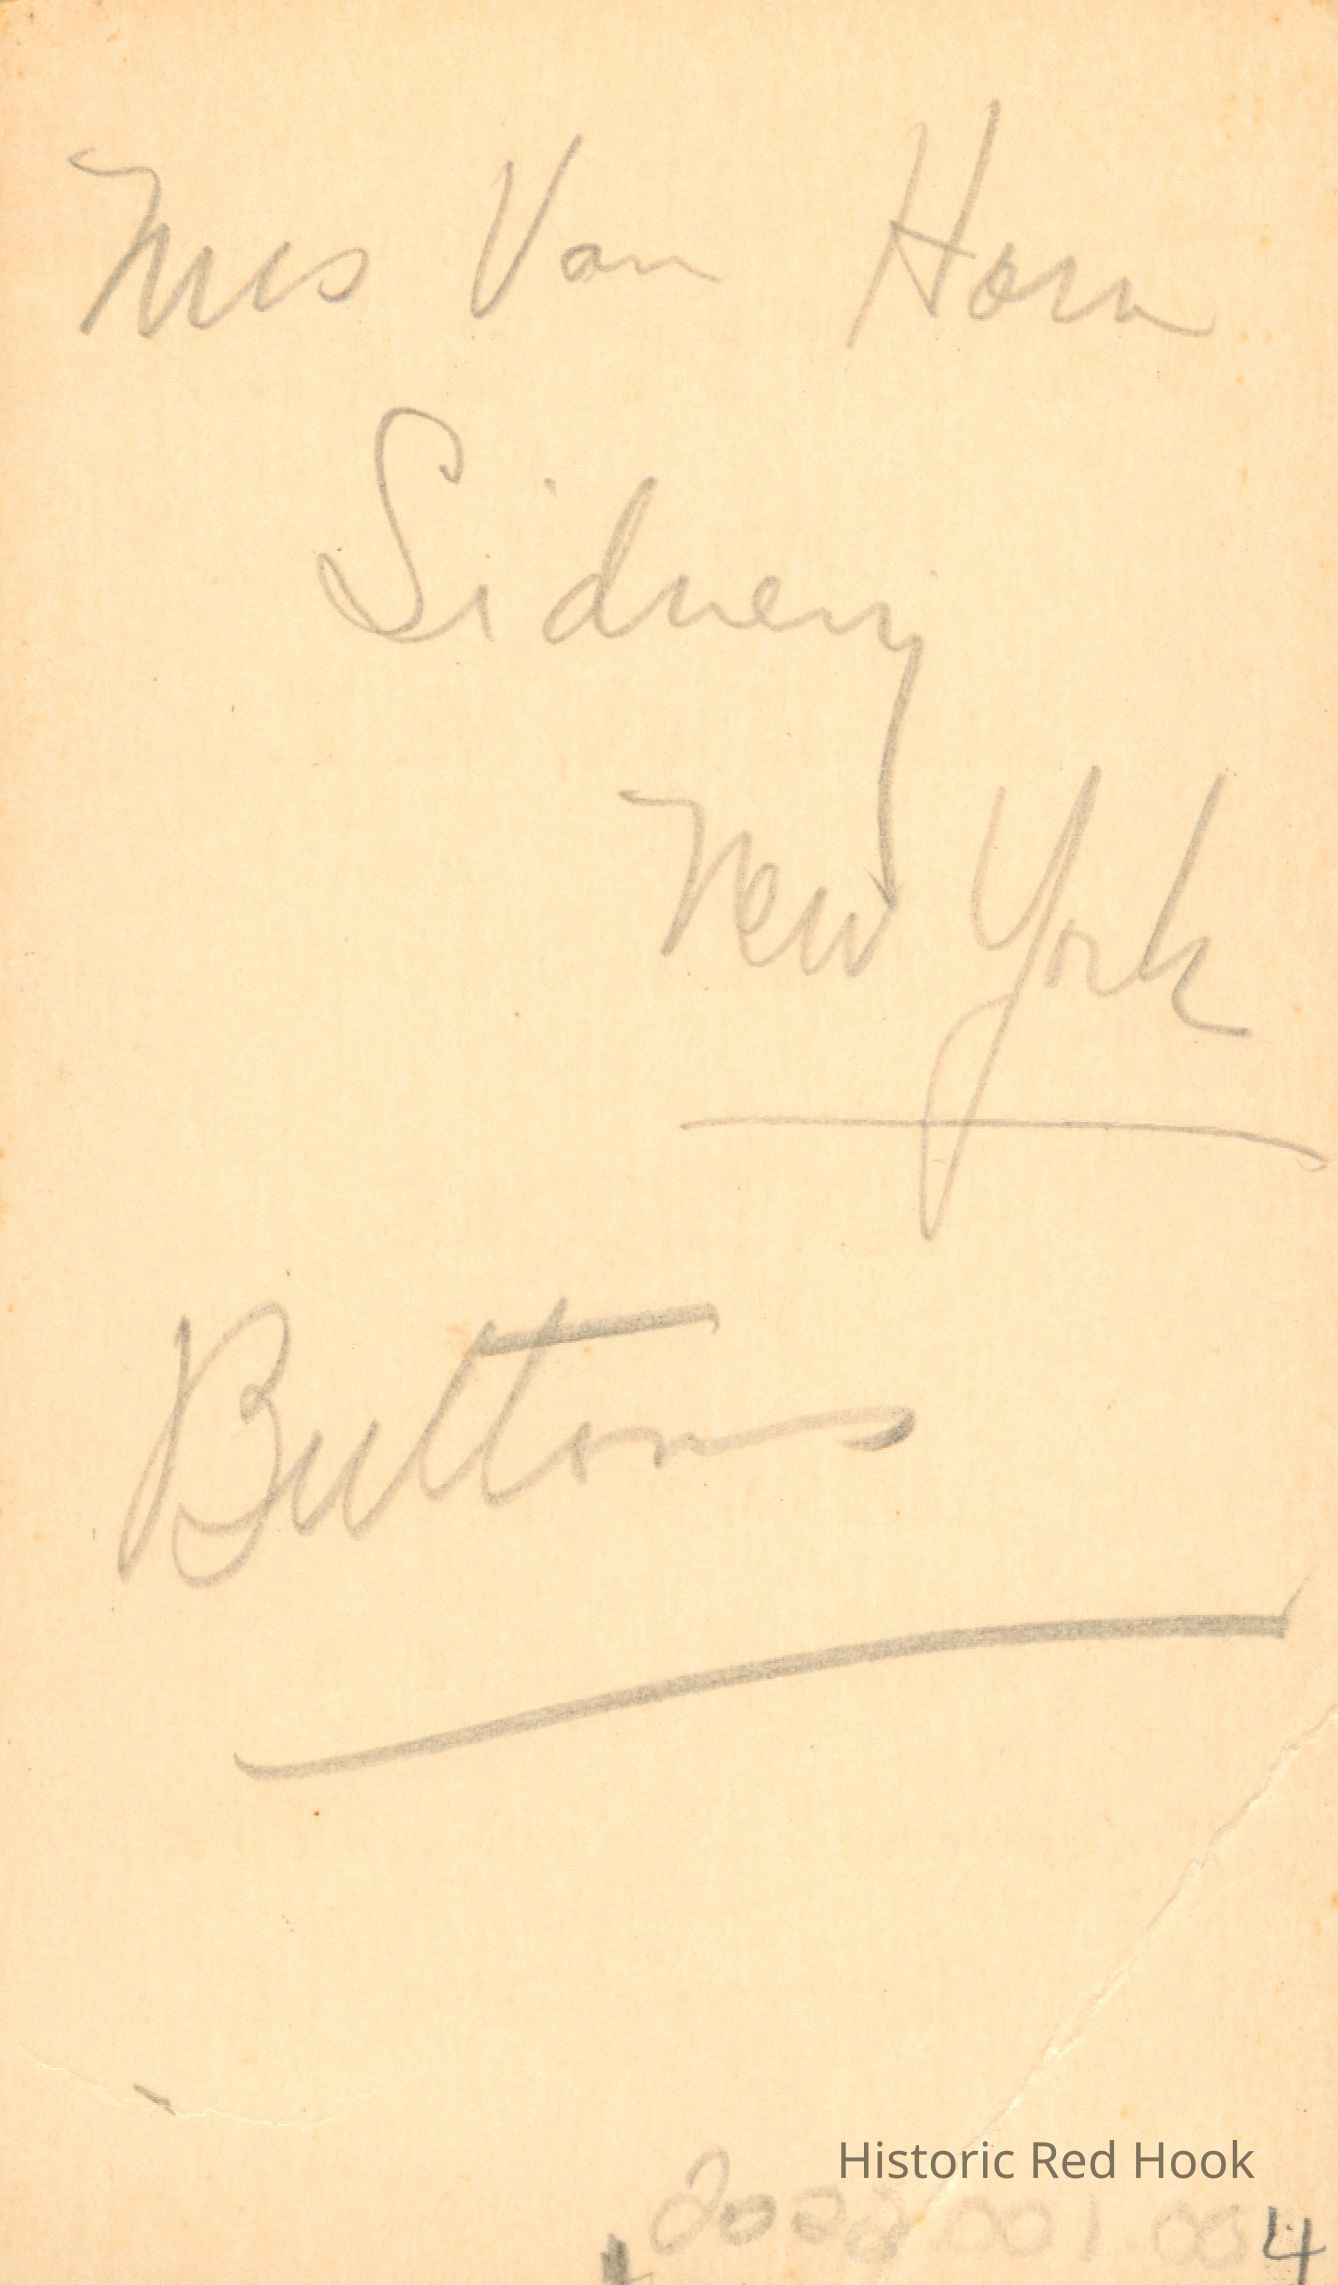 Mrs Van Horn
Sidney
New York
Buttons
Historic Red Hook
2022.001.004